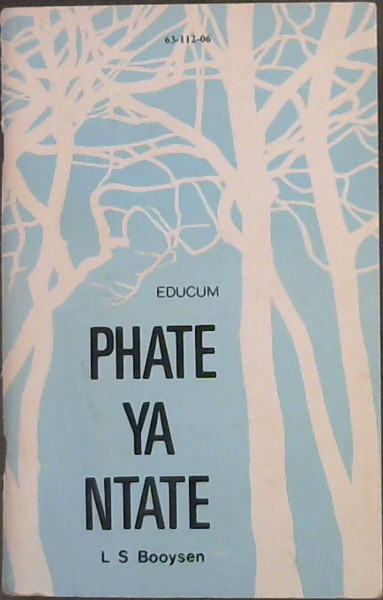 63-112-06
EDUCUM
PHATE
YA
NTATE
L S Booysen